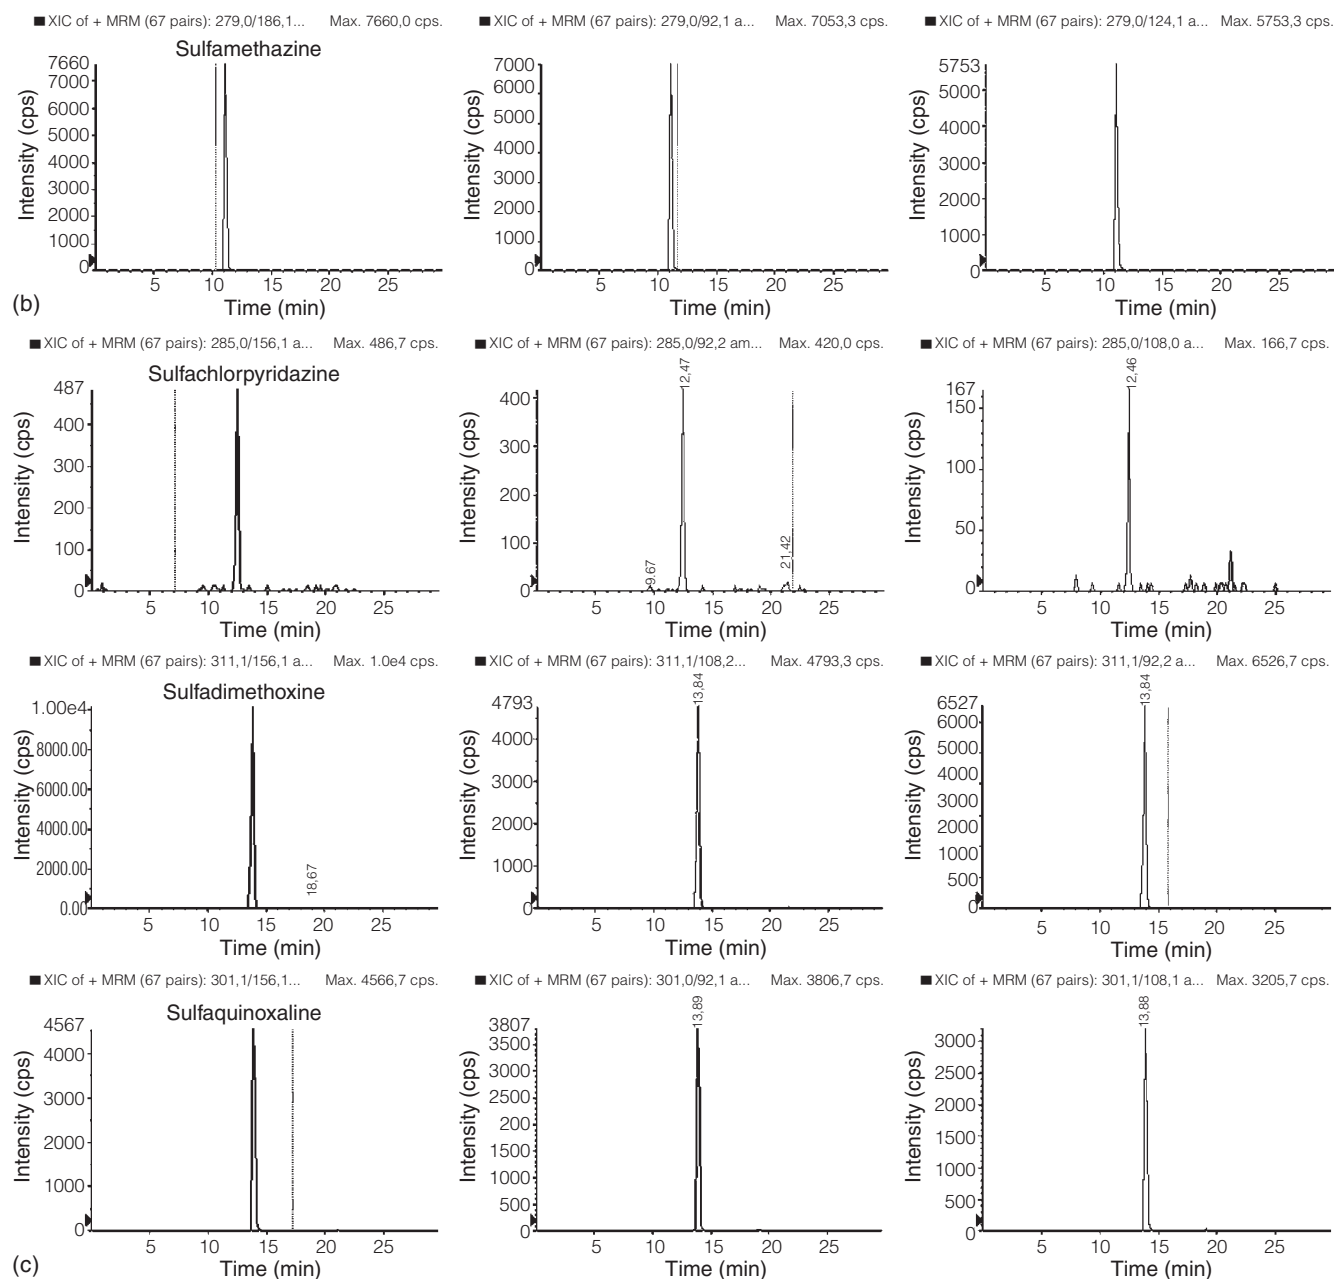 ■ XIC of + MRM (67 pairs): 279,0/186,1... Max. 7660,0 cps.
Sulfamethazine
7660
7000
6000
5000
4000
3000
2000
1000
0
Intensity (cps)
5 10 15 20 25
Time (min)
■ XIC of + MRM (67 pairs): 279,0/92,1 a... Max. 7053,3 cps.
7000
6000
5000
4000
3000
2000
1000
0
Intensity (cps)
5 10 15 20 25
Time (min)
■ XIC of + MRM (67 pairs): 279,0/124,1 a... Max. 5753,3 cps.
5753
5000
4000
3000
2000
1000
0
Intensity (cps)
5 10 15 20 25
Time (min)
(b)
■ XIC of + MRM (67 pairs): 285,0/156,1 a... Max. 486,7 cps.
Sulfachlorpyridazine
487
400
300
200
100
0
Intensity (cps)
5 10 15 20 25
Time (min)
■ XIC of + MRM (67 pairs): 285,0/92,2 am... Max. 420,0 cps.
12,47
400
300
200
100
0
9.67
21,42
Intensity (cps)
5 10 15 20 25
Time (min)
■ XIC of + MRM (67 pairs): 285,0/108,0 a... Max. 166,7 cps.
12,46
167
150
100
50
0
Intensity (cps)
5 10 15 20 25
Time (min)
■ XIC of + MRM (67 pairs): 311,1/156,1 a... Max. 1.0e4 cps.
Sulfadimethoxine
1.00e4
8000.00
6000.00
4000.00
2000.00
0.00
18,67
Intensity (cps)
5 10 15 20 25
Time (min)
■ XIC of + MRM (67 pairs): 311,1/108,2... Max. 4793,3 cps.
13,84
4793
4000
3000
2000
1000
0
Intensity (cps)
5 10 15 20 25
Time (min)
■ XIC of + MRM (67 pairs): 311,1/92,2 a... Max. 6526,7 cps.
13,84
6527
6000
5000
4000
3000
2000
1000
500
0
Intensity (cps)
5 10 15 20 25
Time (min)
■ XIC of + MRM (67 pairs): 301,1/156,1... Max. 4566,7 cps.
Sulfaquinoxaline
4567
4000
3000
2000
1000
0
Intensity (cps)
5 10 15 20 25
Time (min)
■ XIC of + MRM (67 pairs): 301,0/92,1 a... Max. 3806,7 cps.
13,89
3807
3500
3000
2500
200
1500
1000
500
0
Intensity (cps)
5 10 15 20 25
Time (min)
■ XIC of + MRM (67 pairs): 301,1/108,1 a... Max. 3205,7 cps.
13,88
3000
2500
2000
1500
1000
500
0
Intensity (cps)
5 10 15 20 25
Time (min)
(c)